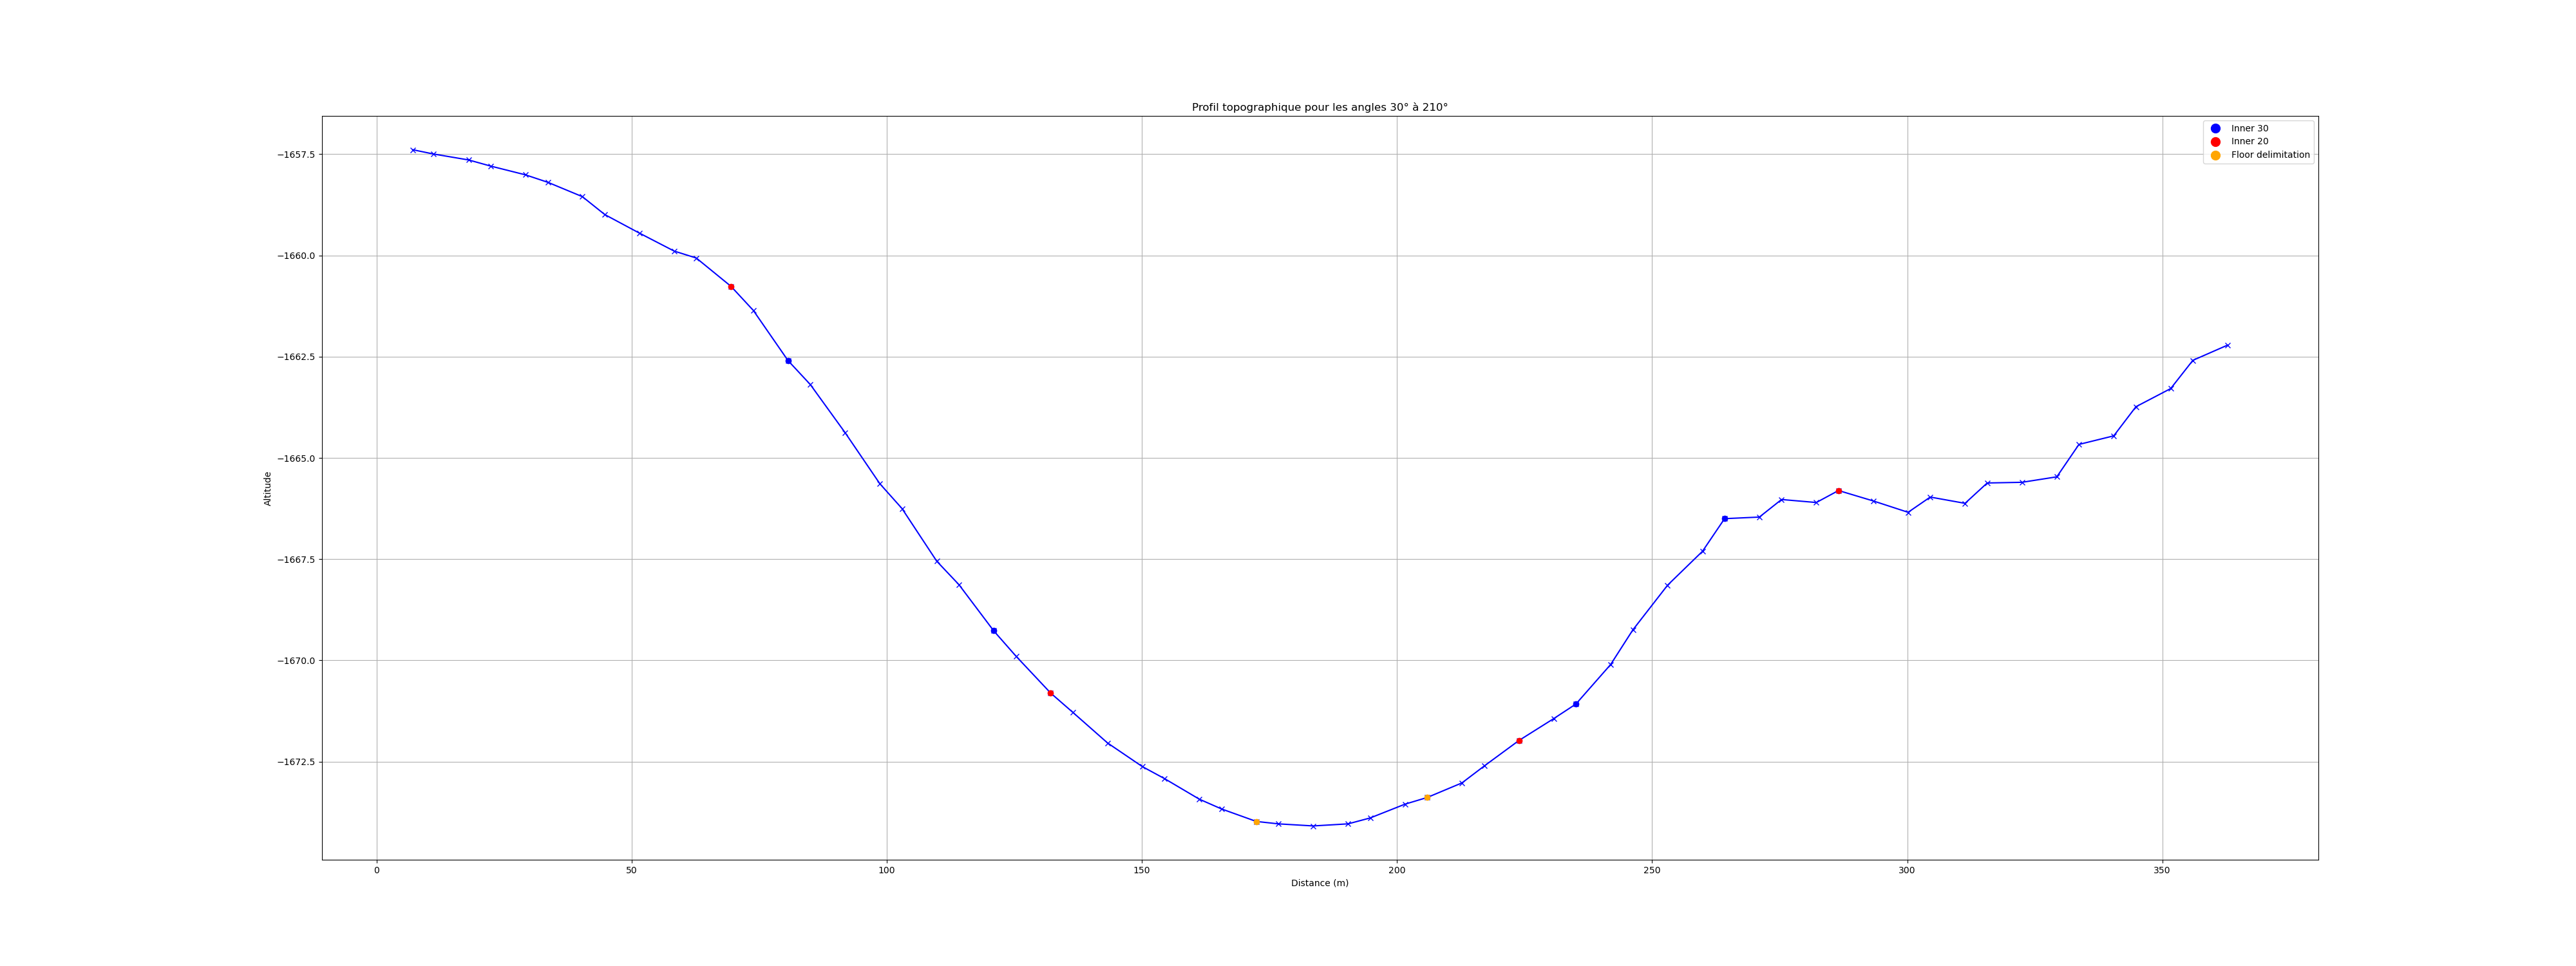 Profil topographique pour les angles 30° à 210°
Inner 30
Inner 20
Floor delimitation
−1657.5
−1660.0
−1662.5
−1665.0
−1667.5
−1670.0
−1672.5
Altitude
0 50 100 150 200 250 300 350
Distance (m)